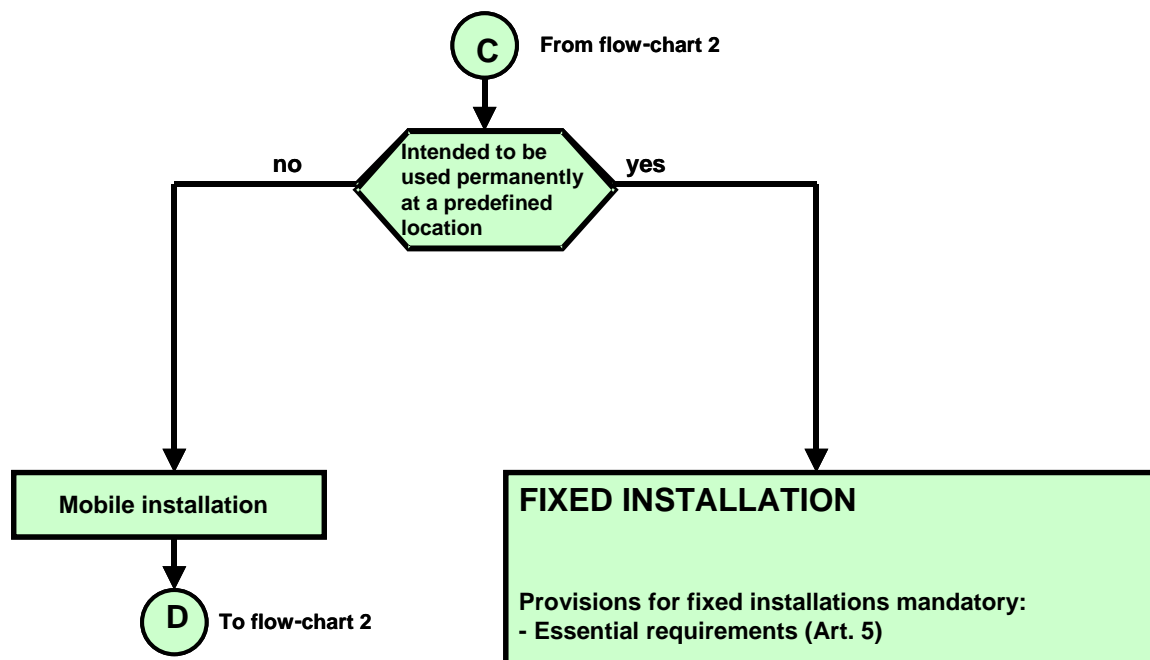 C
From flow-chart 2
no
Intended to be
used permanently
at a predefined
location
yes
Mobile installation
D
To flow-chart 2
FIXED INSTALLATION
Provisions for fixed installations mandatory:
- Essential requirements (Art. 5)